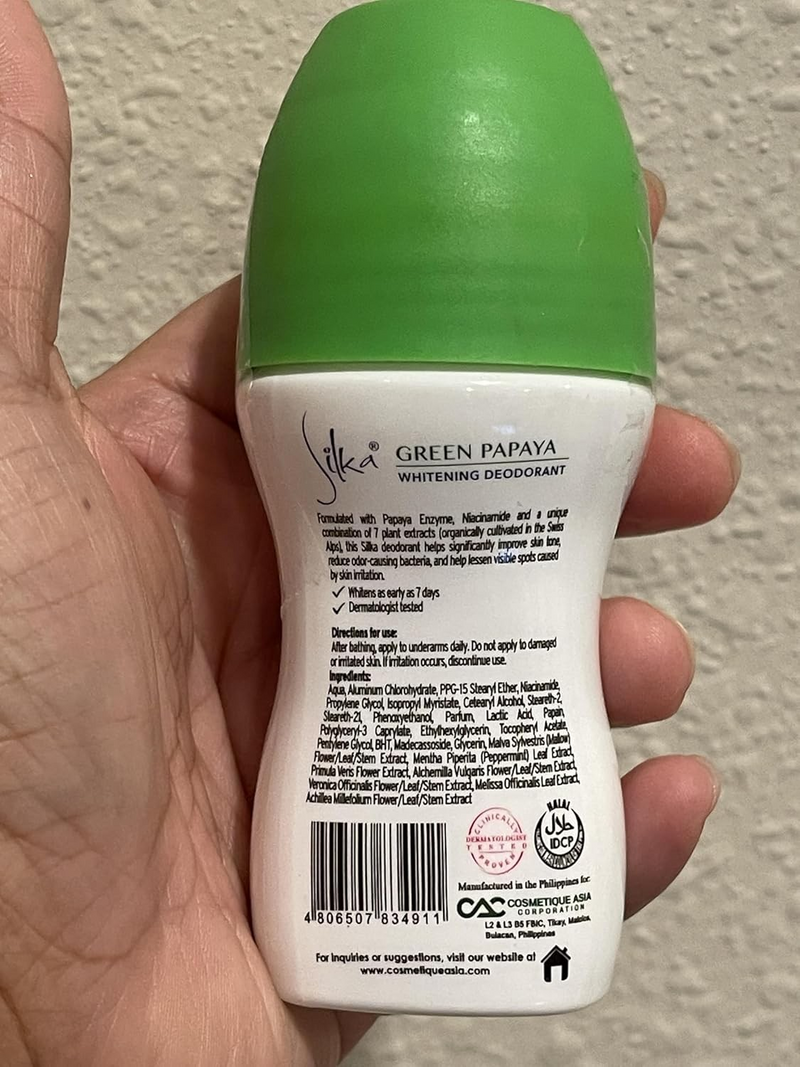 Silka® GREEN PAPAYA
WHITENING DEODORANT
Formulated with Papaya Enzyme, Niacinamide and a unique
combination of 7 plant extracts (organically cultivated in the Swiss
Alps), this Silka deodorant helps significantly improve skin tone,
reduce odor-causing bacteria, and help lessen visible spots caused
by skin irritation.
✓ Whitens as early as 7 days
✓ Dermatologist tested
Directions for use:
After bathing, apply to underarms daily. Do not apply to damaged
or irritated skin. If irritation occurs, discontinue use.
Ingredients:
Aqua, Aluminum Chlorohydrate, PPG-15 Stearyl Ether, Niacinamide,
Propylene Glycol, Isopropyl Myristate, Cetearyl Alcohol, Steareth-2,
Steareth-21, Phenoxyethanol, Parfum, Lactic Acid, Papain,
Polyglyceryl-3 Caprylate, Ethylhexylglycerin, Tocopheryl Acetate,
Pentylene Glycol, BHT, Madecassoside, Glycerin, Malva Sylvestris (Mallow)
Flower/Leaf/Stem Extract, Mentha Piperita (Peppermint) Leaf Extract,
Primula Veris Flower Extract, Alchemilla Vulgaris Flower/Leaf/Stem Extract,
Veronica Officinalis Flower/Leaf/Stem Extract, Melissa Officinalis Leaf Extract,
Achillea Millefolium Flower/Leaf/Stem Extract
CLINICALLY
DERMATOLOGIST
TESTED
PROVEN
HALAL
حلال
IDCP
4 806507 834911
Manufactured in the Philippines for:
CAC COSMETIQUE ASIA
CORPORATION
L2 & L3 B5 FBIC, Tikay, Malolos,
Bulacan, Philippines
For inquiries or suggestions, visit our website at
www.cosmetiqueasia.com